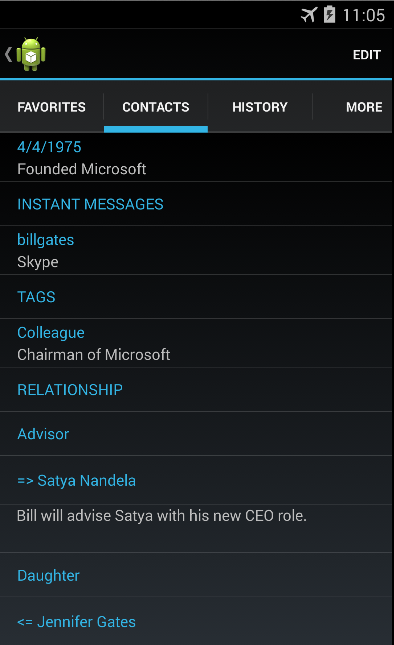 11:05
EDIT
FAVORITES CONTACTS HISTORY MORE
4/4/1975
Founded Microsoft
INSTANT MESSAGES
billgates
Skype
TAGS
Colleague
Chairman of Microsoft
RELATIONSHIP
Advisor
=> Satya Nandela
Bill will advise Satya with his new CEO role.
Daughter
<= Jennifer Gates